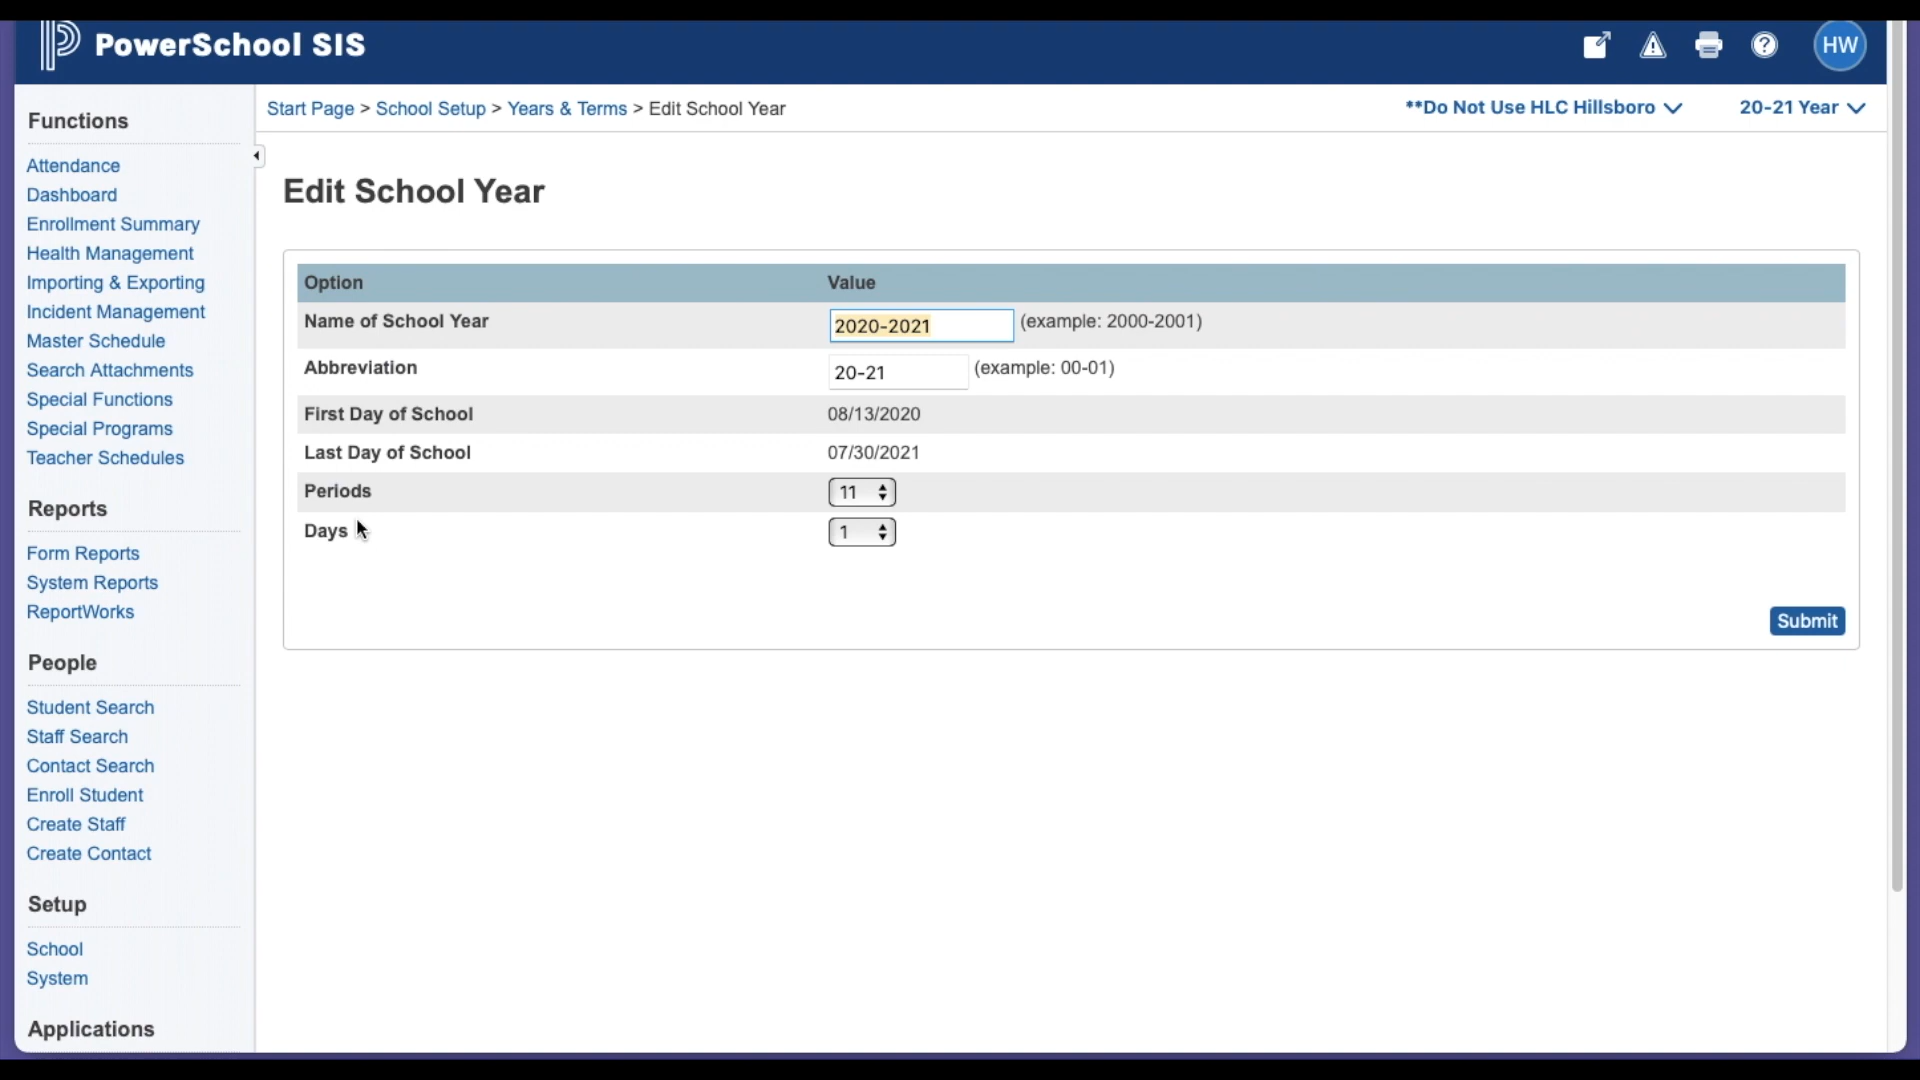 PowerSchool SIS
HW
Start Page > School Setup > Years & Terms > Edit School Year
**Do Not Use HLC Hillsboro
20-21 Year
Functions
Attendance
Dashboard
Enrollment Summary
Health Management
Importing & Exporting
Incident Management
Master Schedule
Search Attachments
Special Functions
Special Programs
Teacher Schedules
Reports
Form Reports
System Reports
ReportWorks
People
Student Search
Staff Search
Contact Search
Enroll Student
Create Staff
Create Contact
Setup
School
System
Applications
Edit School Year
Option Value
Name of School Year 2020-2021 (example: 2000-2001)
Abbreviation 20-21 (example: 00-01)
First Day of School 08/13/2020
Last Day of School 07/30/2021
Periods 11
Days 1
Submit